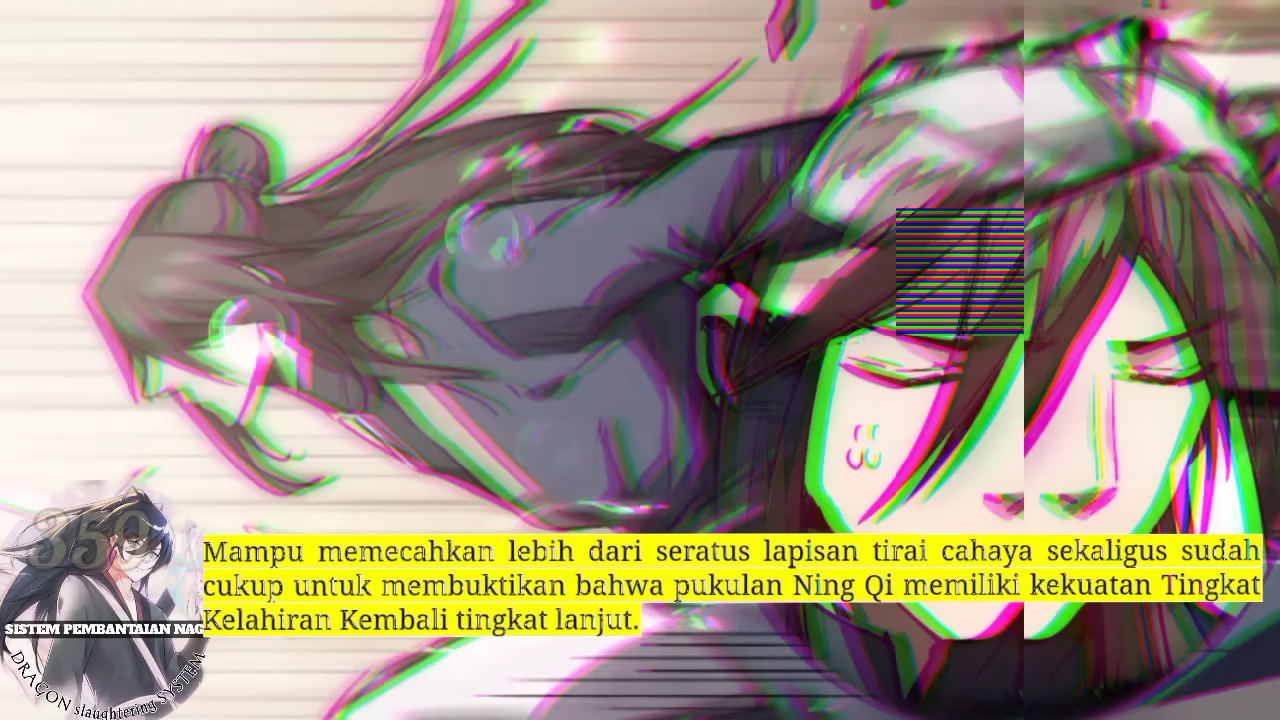 Mampu memecahkan lebih dari seratus lapisan tirai cahaya sekaligus sudah
cukup untuk membuktikan bahwa pukulan Ning Qi memiliki kekuatan Tingkat
Kelahiran Kembali tingkat lanjut.
359
SISTEM PEMBANTAIAN NAG
DRAGON slaughtering SYSTEM